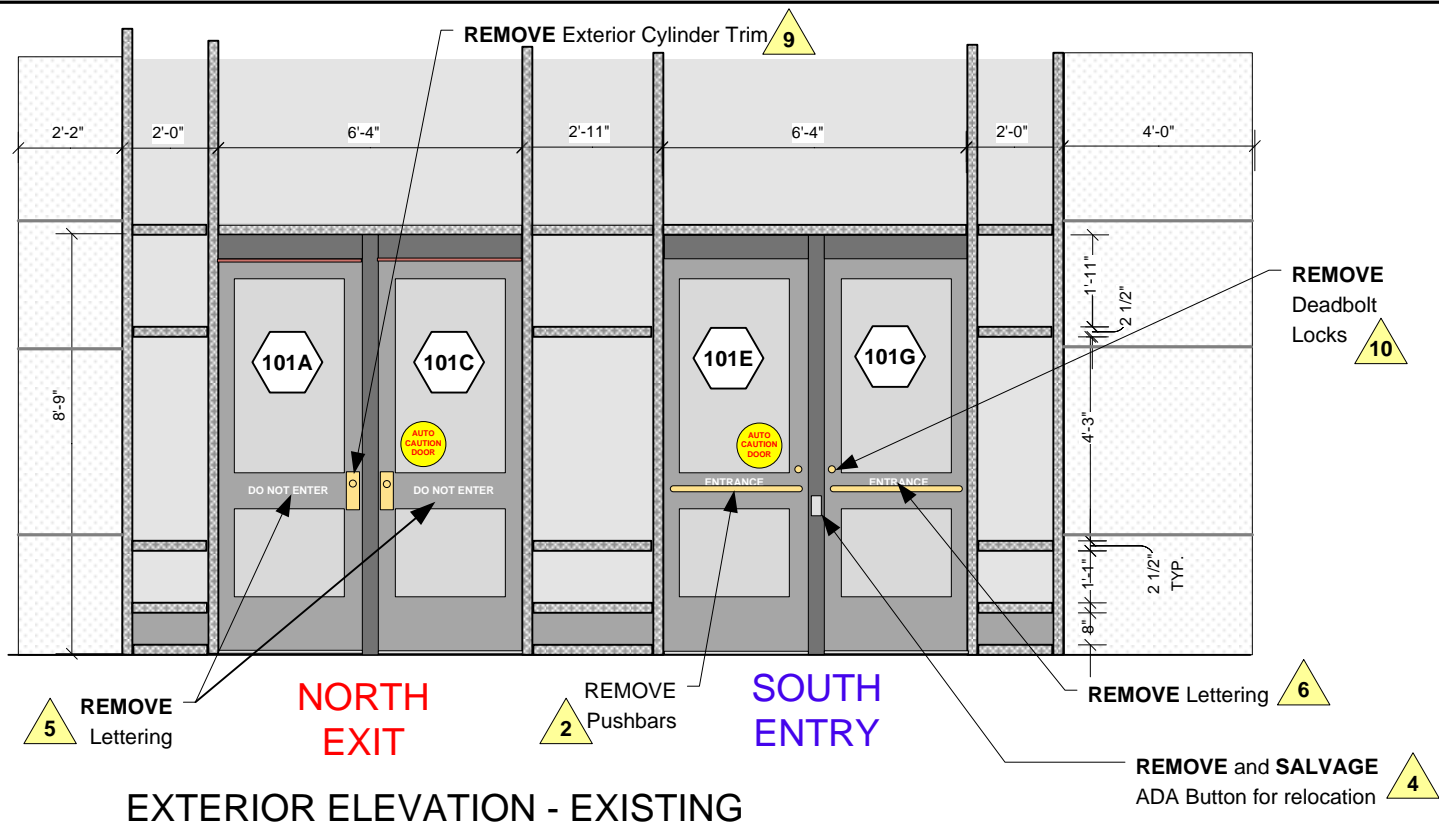 REMOVE Exterior Cylinder Trim
9
2'-2"
2'-0"
6'-4"
2'-11"
6'-4"
2'-0"
4'-0"
8'-9"
1'-11"
2 1/2"
4'-3"
1'-1"
2 1/2"
TYP.
8"
REMOVE
Deadbolt
Locks
10
101A
101C
101E
101G
AUTO
CAUTION
DOOR
AUTO
CAUTION
DOOR
DO NOT ENTER
DO NOT ENTER
ENTRANCE
ENTRANCE
5
REMOVE
Lettering
NORTH
EXIT
2
REMOVE
Pushbars
SOUTH
ENTRY
REMOVE Lettering
6
REMOVE and SALVAGE
ADA Button for relocation
4
EXTERIOR ELEVATION - EXISTING